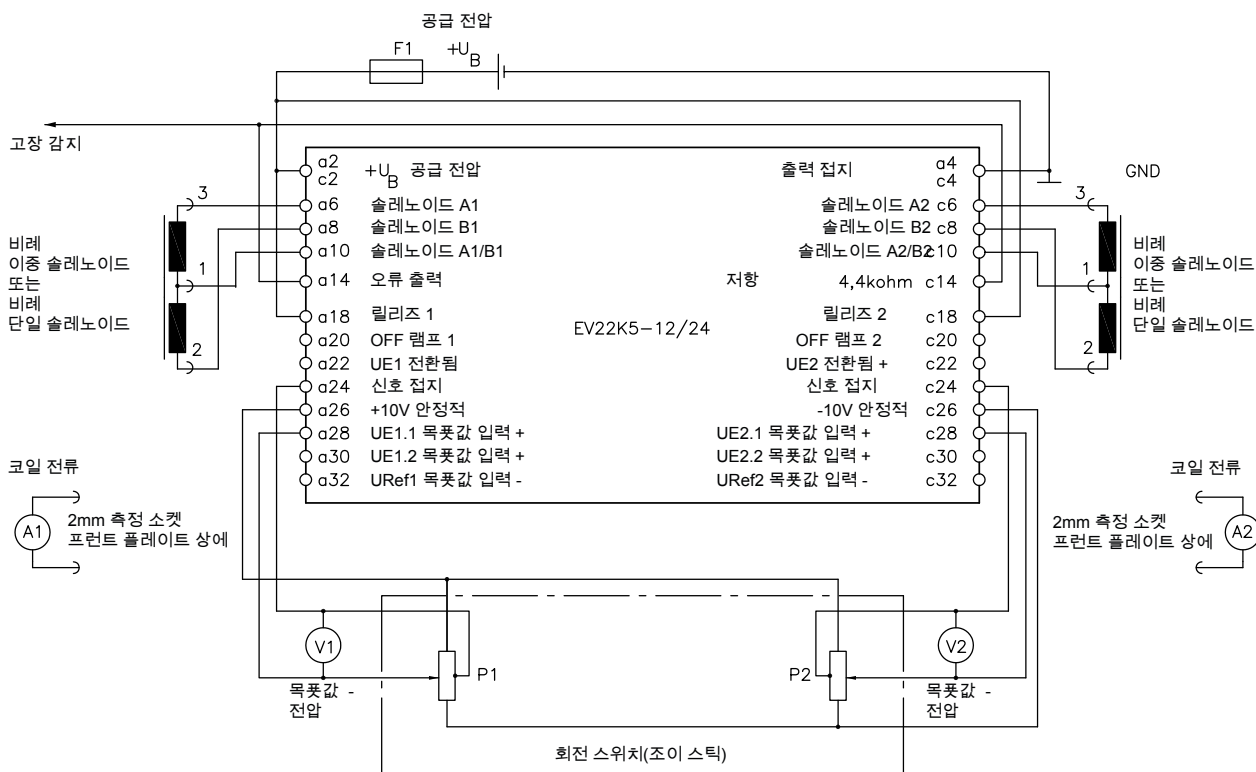 공급 전압
F1
+U
B
고장 감지
a2
c2
+U
B
공급 전압
출력 접지
a4
c4
GND
3
a6
솔레노이드 A1
솔레노이드 A2
c6
3
a8
솔레노이드 B1
솔레노이드 B2
c8
비례
이중 솔레노이드
또는
비례
단일 솔레노이드
1
a10
솔레노이드 A1/B1
솔레노이드 A2/B2
c10
1
비례
이중 솔레노이드
또는
비례
단일 솔레노이드
a14
오류 출력
저항
4,4kohm
c14
2
a18
릴리즈 1
EV22K5-12/24
릴리즈 2
c18
2
a20
OFF 램프 1
OFF 램프 2
c20
a22
UE1 전환됨
UE2 전환됨 +
c22
a24
신호 접지
신호 접지
c24
a26
+10V 안정적
-10V 안정적
c26
a28
UE1.1 목푯값 입력 +
UE2.1 목푯값 입력 +
c28
a30
UE1.2 목푯값 입력 +
UE2.2 목푯값 입력 +
c30
a32
URef1 목푯값 입력 -
URef2 목푯값 입력 -
c32
코일 전류
A1
2mm 측정 소켓
프런트 플레이트 상에
코일 전류
2mm 측정 소켓
프런트 플레이트 상에
A2
V1
목푯값 -
전압
P1
P2
V2
목푯값 -
전압
회전 스위치(조이 스틱)